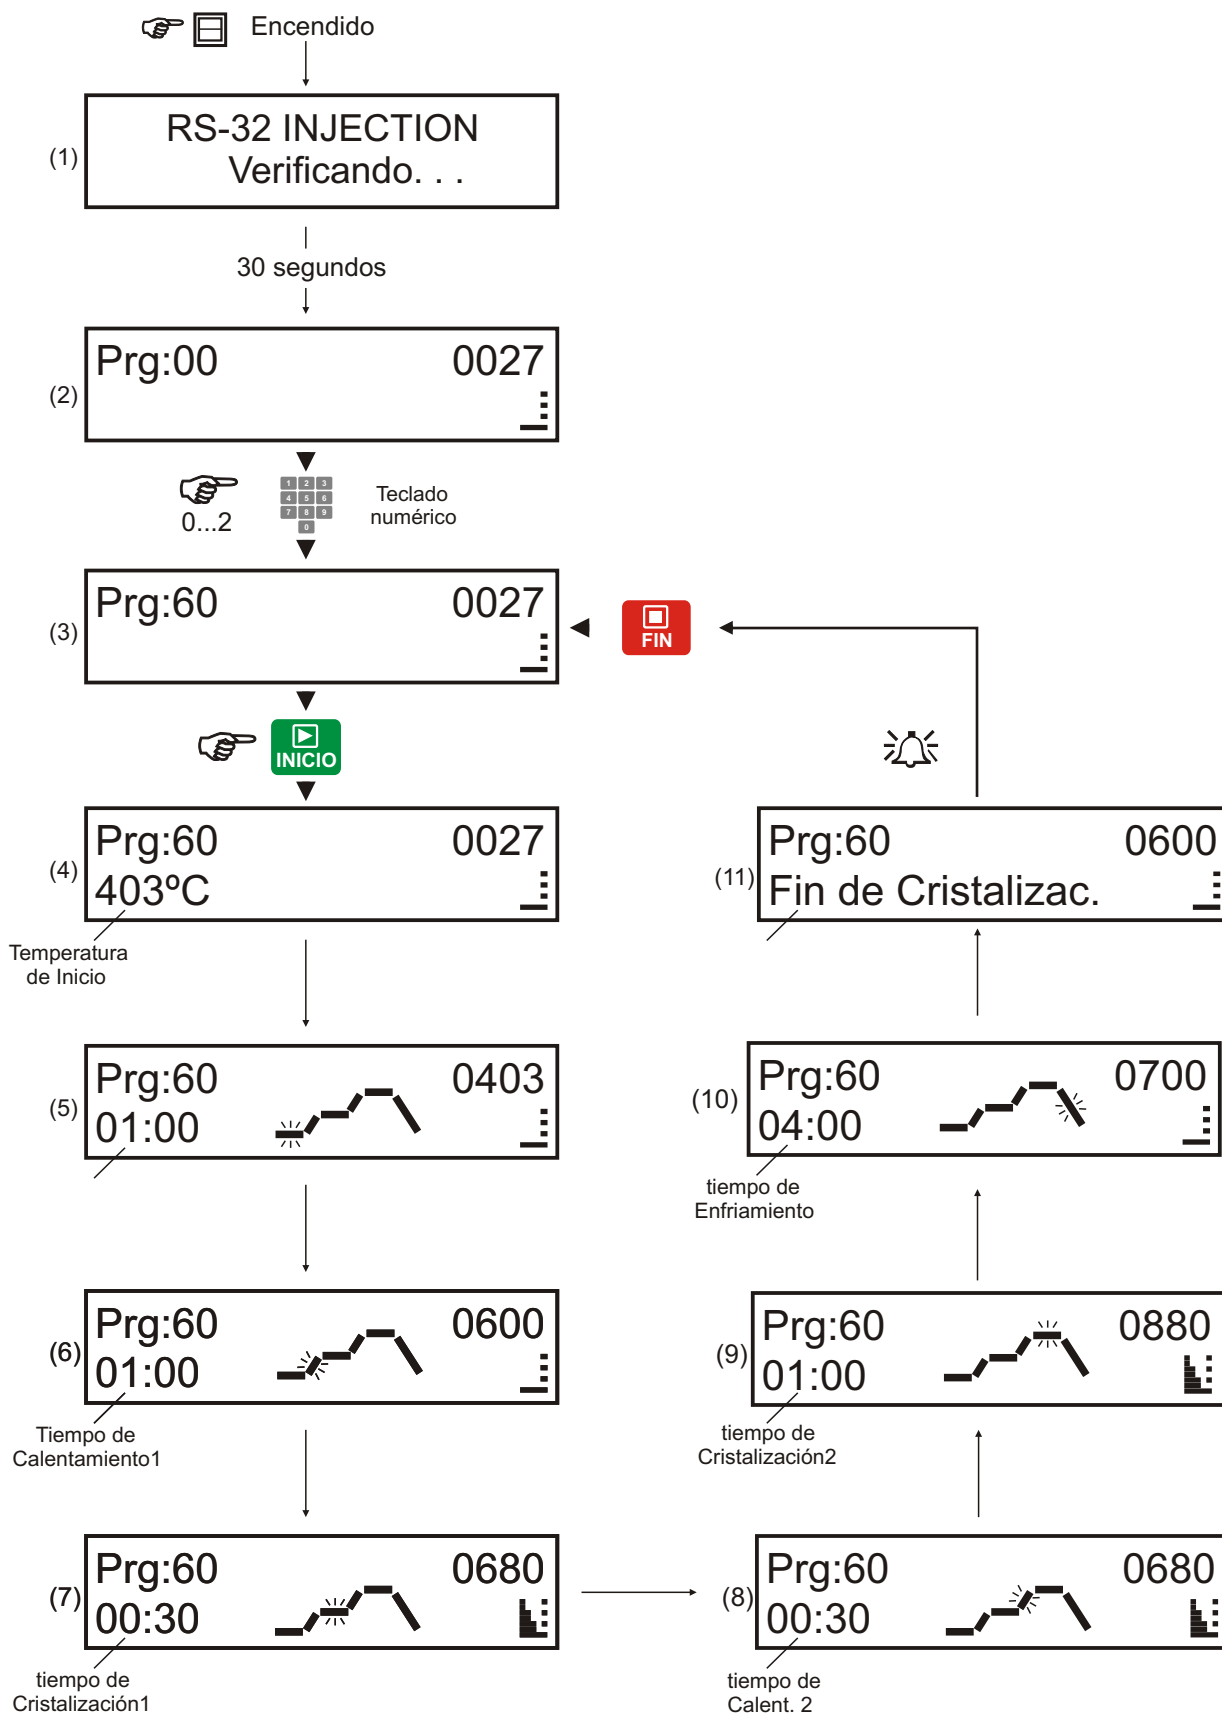 Encendido
(1)
RS-32 INJECTION
Verificando. . .
30 segundos
(2)
Prg:00 0027
0...2
1 2 3
4 5 6
7 8 9
0
Teclado
numérico
(3)
Prg:60 0027
FIN
INICIO
(4)
Prg:60 0027
403ºC
Temperatura
de Inicio
(5)
Prg:60 0403
01:00
(6)
Prg:60 0600
01:00
Tiempo de
Calentamiento1
(7)
Prg:60 0680
00:30
tiempo de
Cristalización1
(8)
Prg:60 0680
00:30
tiempo de
Calent. 2
(9)
Prg:60 0880
01:00
tiempo de
Cristalización2
(10)
Prg:60 0700
04:00
tiempo de
Enfriamiento
(11)
Prg:60 0600
Fin de Cristalizac.